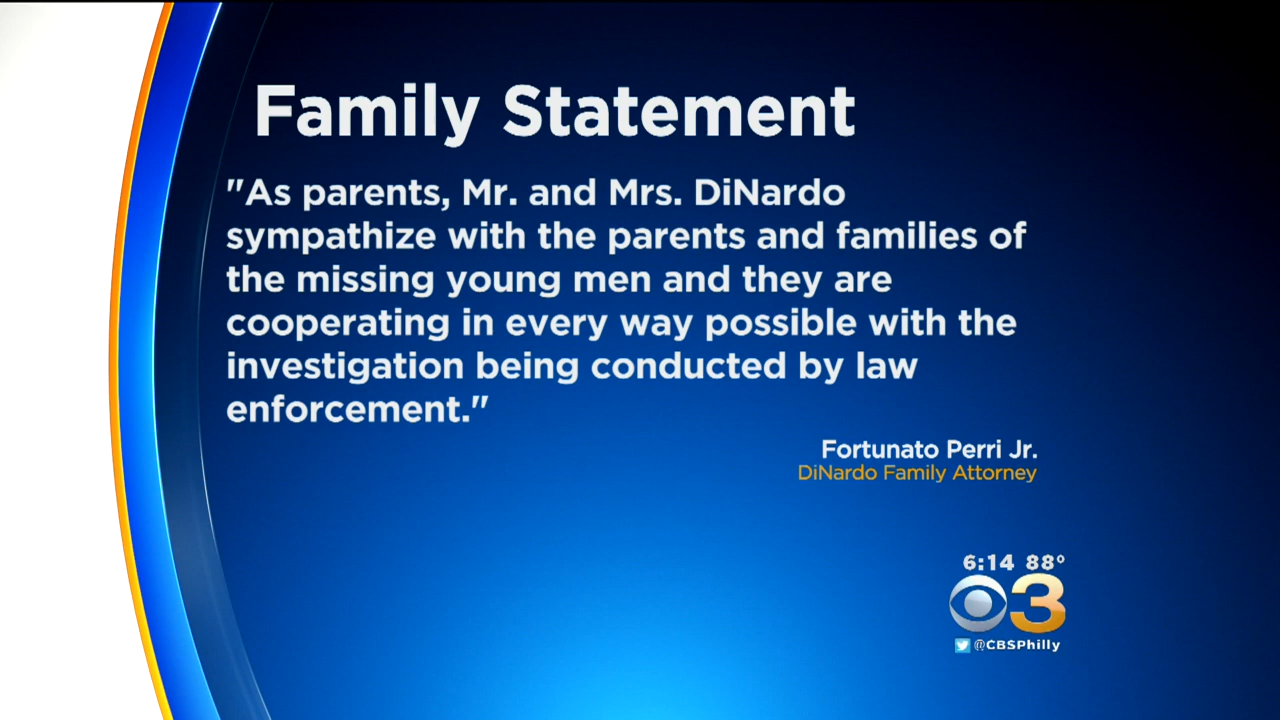 Family Statement
"As parents, Mr. and Mrs. DiNardo
sympathize with the parents and families of
the missing young men and they are
cooperating in every way possible with the
investigation being conducted by law
enforcement."
Fortunato Perri Jr.
DiNardo Family Attorney
6:14 88°
3
@CBSPhilly